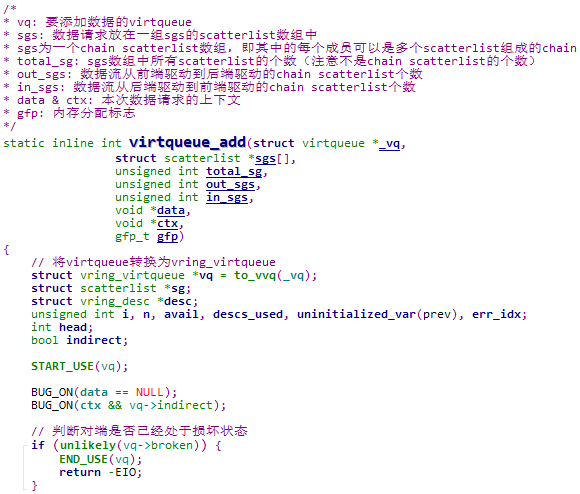 /*
* vq: 要添加数据的virtqueue
* sgs: 数据请求放在一组sgs的scatterlist数组中
* sgs为一个chain scatterlist数组，即其中的每个成员可以是多个scatterlist组成的chain
* total_sg: sgs数组中所有scatterlist的个数（注意不是chain scatterlist的个数）
* out_sgs: 数据流从前端驱动到后端驱动的chain scatterlist个数
* in_sgs: 数据流从后端驱动到前端驱动的chain scatterlist个数
* data & ctx: 本次数据请求的上下文
* gfp: 内存分配标志
*/
static inline int virtqueue_add(struct virtqueue *_vq,
struct scatterlist *sgs[],
unsigned int total_sg,
unsigned int out_sgs,
unsigned int in_sgs,
void *data,
void *ctx,
gfp_t gfp)
{
// 将virtqueue转换为vring_virtqueue
struct vring_virtqueue *vq = to_vvq(_vq);
struct scatterlist *sg;
struct vring_desc *desc;
unsigned int i, n, avail, descs_used, uninitialized_var(prev), err_idx;
int head;
bool indirect;
START_USE(vq);
BUG_ON(data == NULL);
BUG_ON(ctx && vq->indirect);
// 判断对端是否已经处于损坏状态
if (unlikely(vq->broken)) {
END_USE(vq);
return -EIO;
}